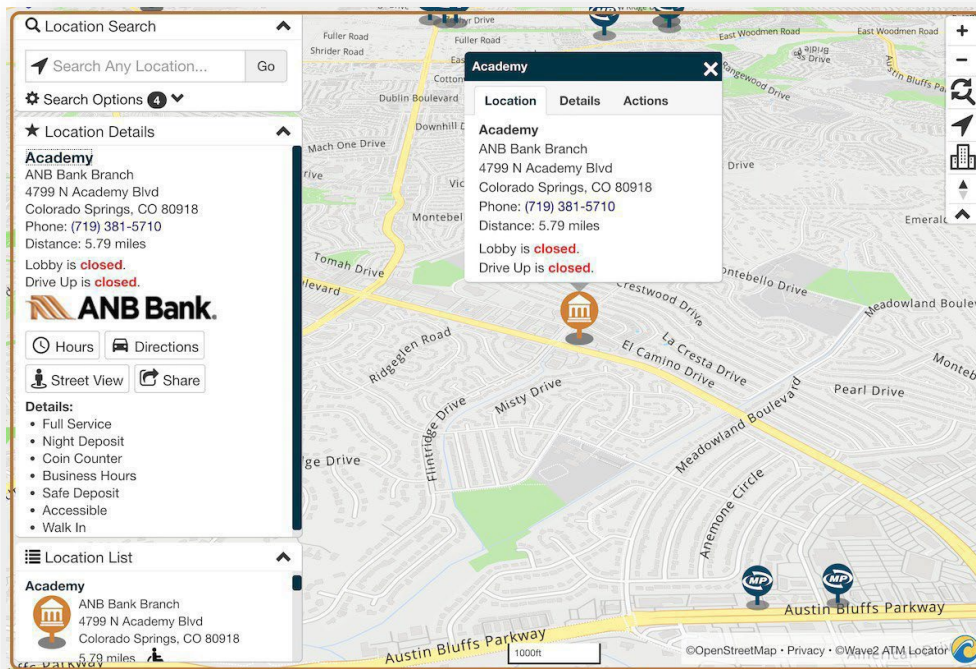 Location Search
Search Any Location...
Go
Search Options 4
Location Details
Academy
ANB Bank Branch
4799 N Academy Blvd
Colorado Springs, CO 80918
Phone: (719) 381-5710
Distance: 5.79 miles
Lobby is closed.
Drive Up is closed.
ANB Bank.
Hours
Directions
Street View
Share
Details:
Full Service
Night Deposit
Coin Counter
Business Hours
Safe Deposit
Accessible
Walk In
Location List
Academy
ANB Bank Branch
4799 N Academy Blvd
Colorado Springs, CO 80918
5.79 miles
Academy
Location
Details
Actions
Academy
ANB Bank Branch
4799 N Academy Blvd
Colorado Springs, CO 80918
Phone: (719) 381-5710
Distance: 5.79 miles
Lobby is closed.
Drive Up is closed.
Fuller Road
Shrider Road
Fuller Road
East Woodmen Road
East Woodmen Road
Dublin Boulevard
Downhill
Mach One Drive
Drive
Montebel
Tomah Drive
Crestwood Drive
ntebello Drive
Meadowland Boulev
Emerald
La Cresta Drive
El Camino Drive
Ridgeglen Road
Misty Drive
Flintridge Drive
ge Drive
Meadowland Boulevard
Pearl Drive
Monteb
Anemone Circle
MP
MP
Austin Bluffs Parkway
Austin Bluffs Parkway
1000ft
©OpenStreetMap • Privacy • ©Wave2 ATM Locator